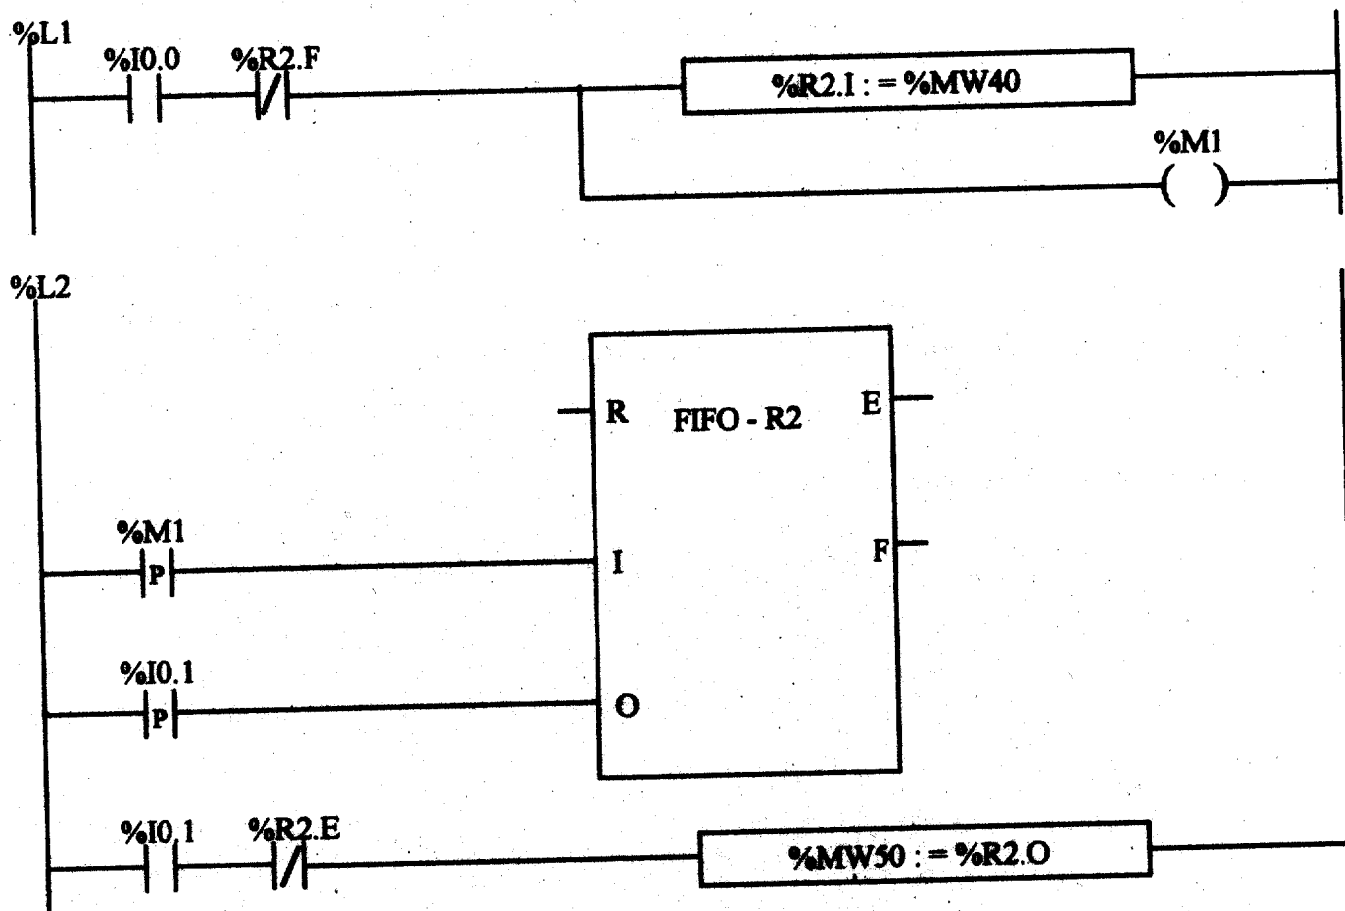 %L1
%I0.0
%R2.F
%R2.I : = %MW40
%M1
%L2
R
FIFO - R2
E
%M1
P
I
F
%I0.1
P
O
%I0.1
%R2.E
%MW50 : = %R2.O